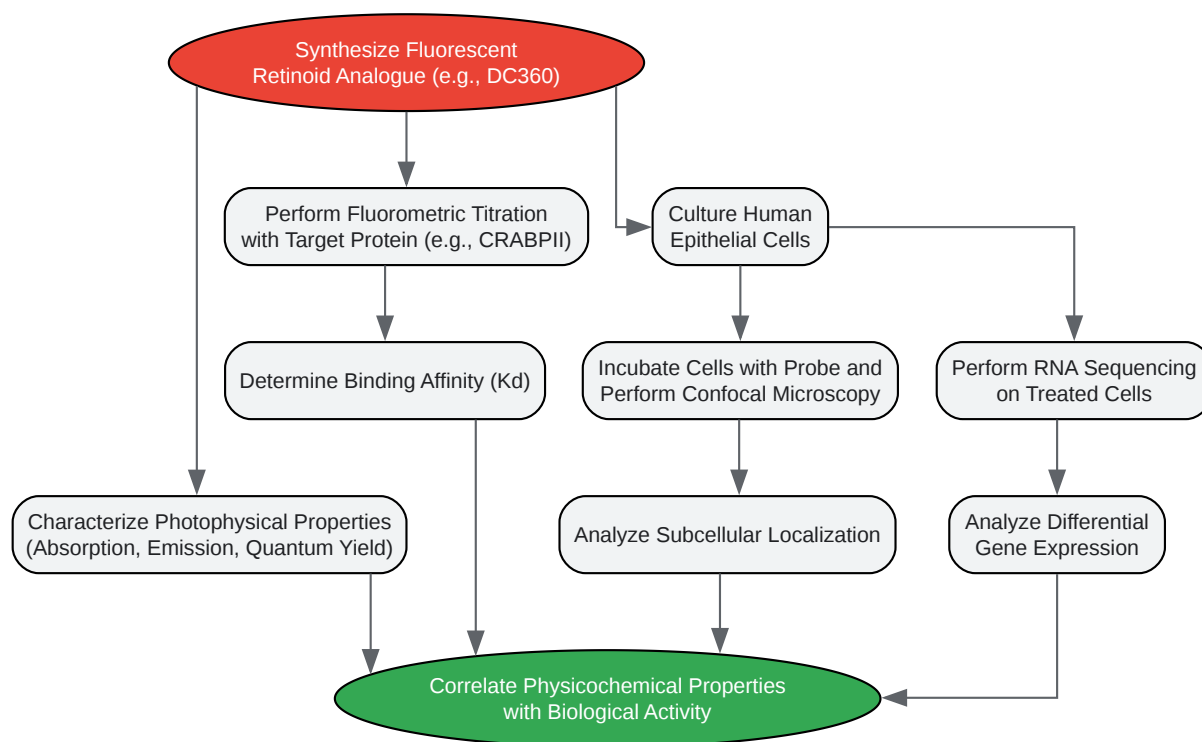 Synthesize Fluorescent
Retinoid Analogue (e.g., DC360)
Perform Fluorometric Titration
with Target Protein (e.g., CRABPII)
Culture Human
Epithelial Cells
Determine Binding Affinity (Kd)
Incubate Cells with Probe and
Perform Confocal Microscopy
Perform RNA Sequencing
on Treated Cells
Characterize Photophysical Properties
(Absorption, Emission, Quantum Yield)
Analyze Subcellular Localization
Analyze Differential
Gene Expression
Correlate Physicochemical Properties
with Biological Activity